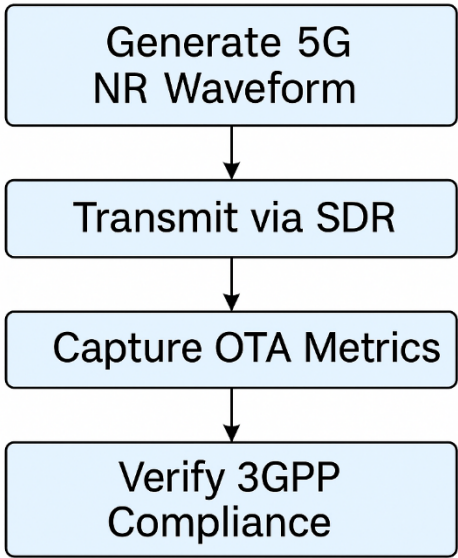 Generate 5G
NR Waveform
Transmit via SDR
Capture OTA Metrics
Verify 3GPP
Compliance